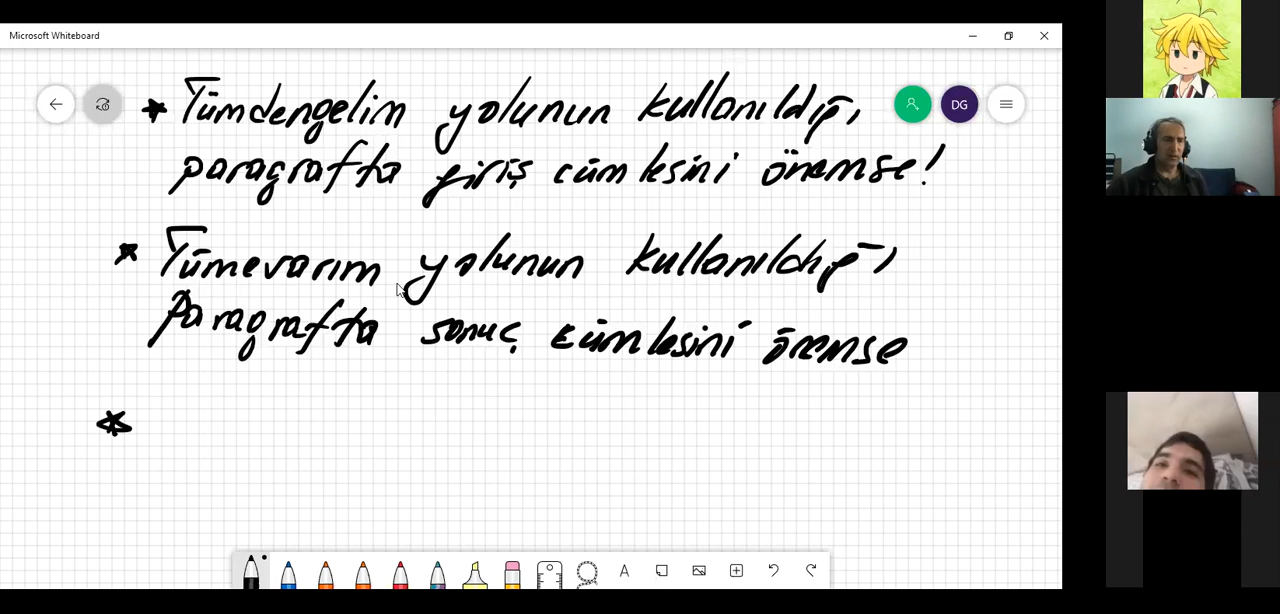 Microsoft Whiteboard
DG
* Tümdengelim yolunun kullanıldığı,
paragrafta giriş cümlesini önemse!
* Tümevarım yolunun kullanıldığı
Paragrafta sonuç cümlesini önemse
*
A